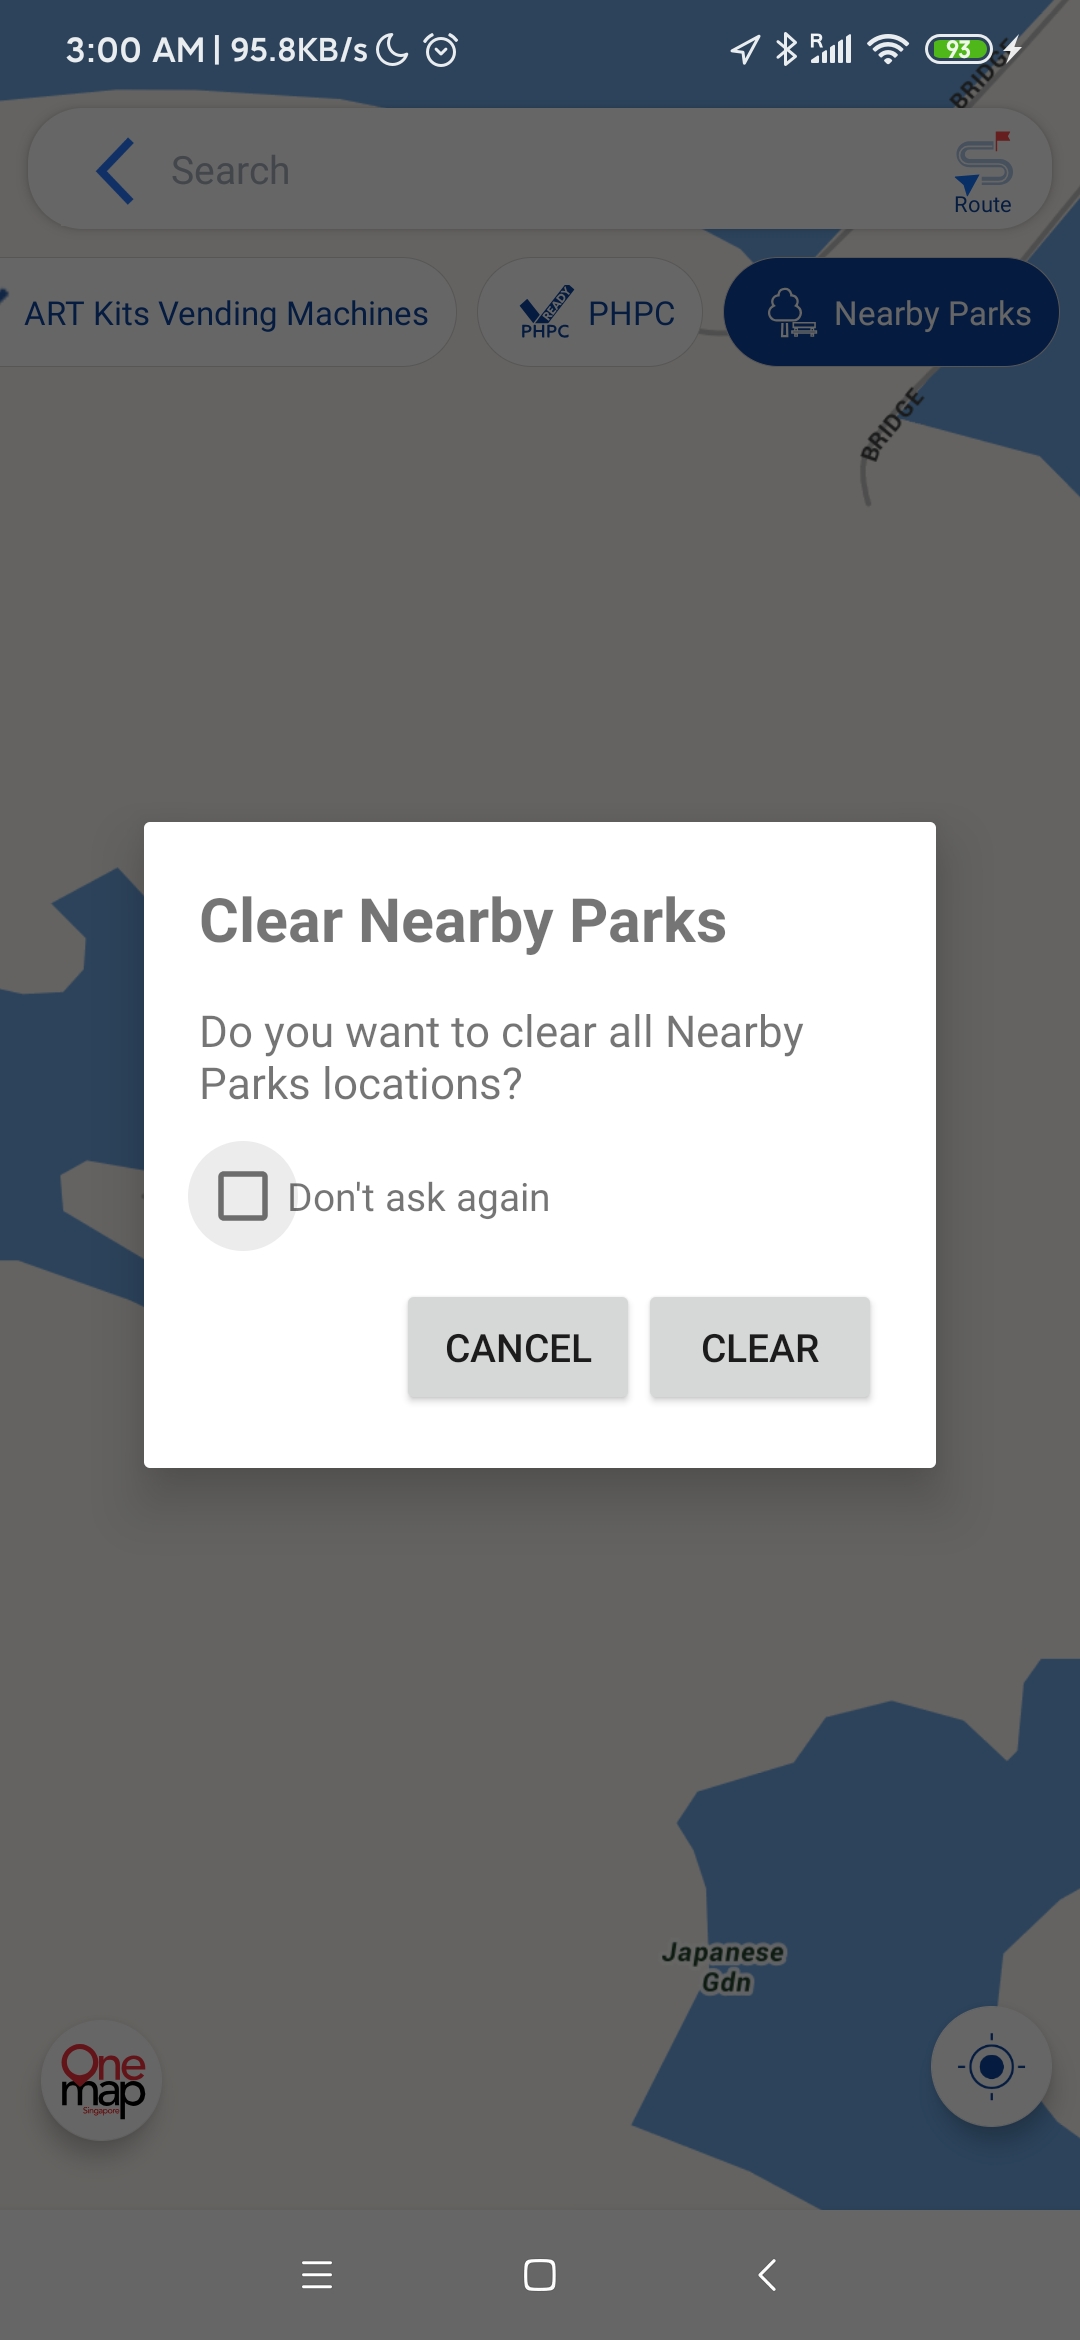 3:00 AM | 95.8KB/s
R
93
BRIDGE
Search
Route
ART Kits Vending Machines
READY
PHPC
PHPC
Nearby Parks
BRIDGE
Clear Nearby Parks
Do you want to clear all Nearby
Parks locations?
Don't ask again
CANCEL
CLEAR
Japanese
Gdn
One
map
Singapore